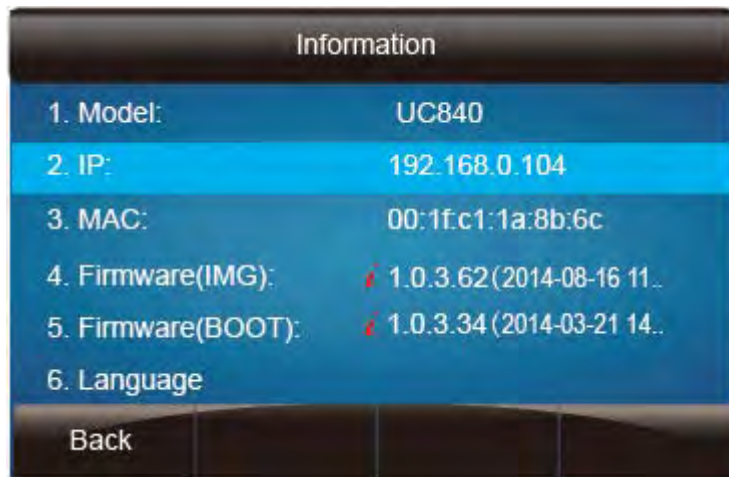 Information
1. Model: UC840
2. IP: 192.168.0.104
3. MAC: 00:1f:c1:1a:8b:6c
4. Firmware(IMG): i 1.0.3.62(2014-08-16 11..
5. Firmware(BOOT): i 1.0.3.34(2014-03-21 14..
6. Language
Back